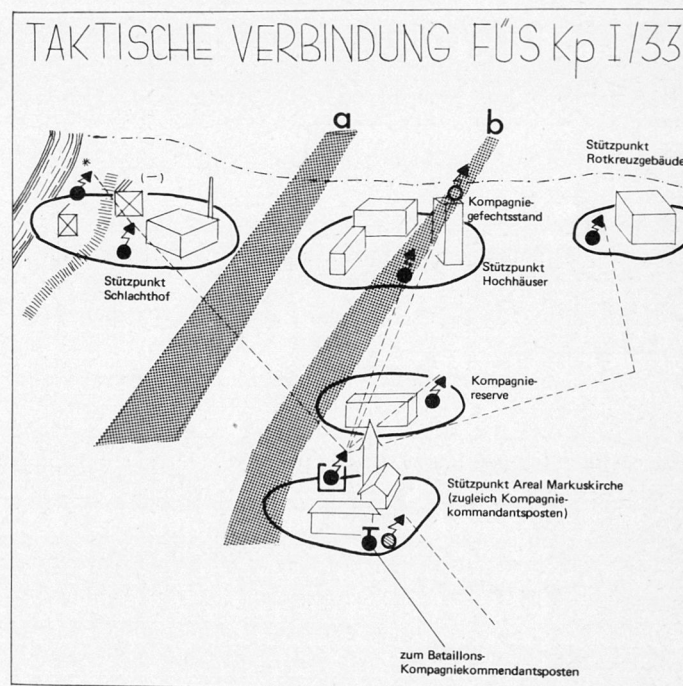 TAKTISCHE VERBINDUNG FÜS Kp I/33
a
b
Stützpunkt
Rotkreuzgebäude
*
(—)
Kompagnie-
gefechtsstand
Stützpunkt
Schlachthof
Stützpunkt
Hochhäuser
Kompagnie-
reserve
Stützpunkt Areal Markuskirche
(zugleich Kompagnie-
kommandantsposten)
zum Bataillons-
Kompagniekommendantsposten